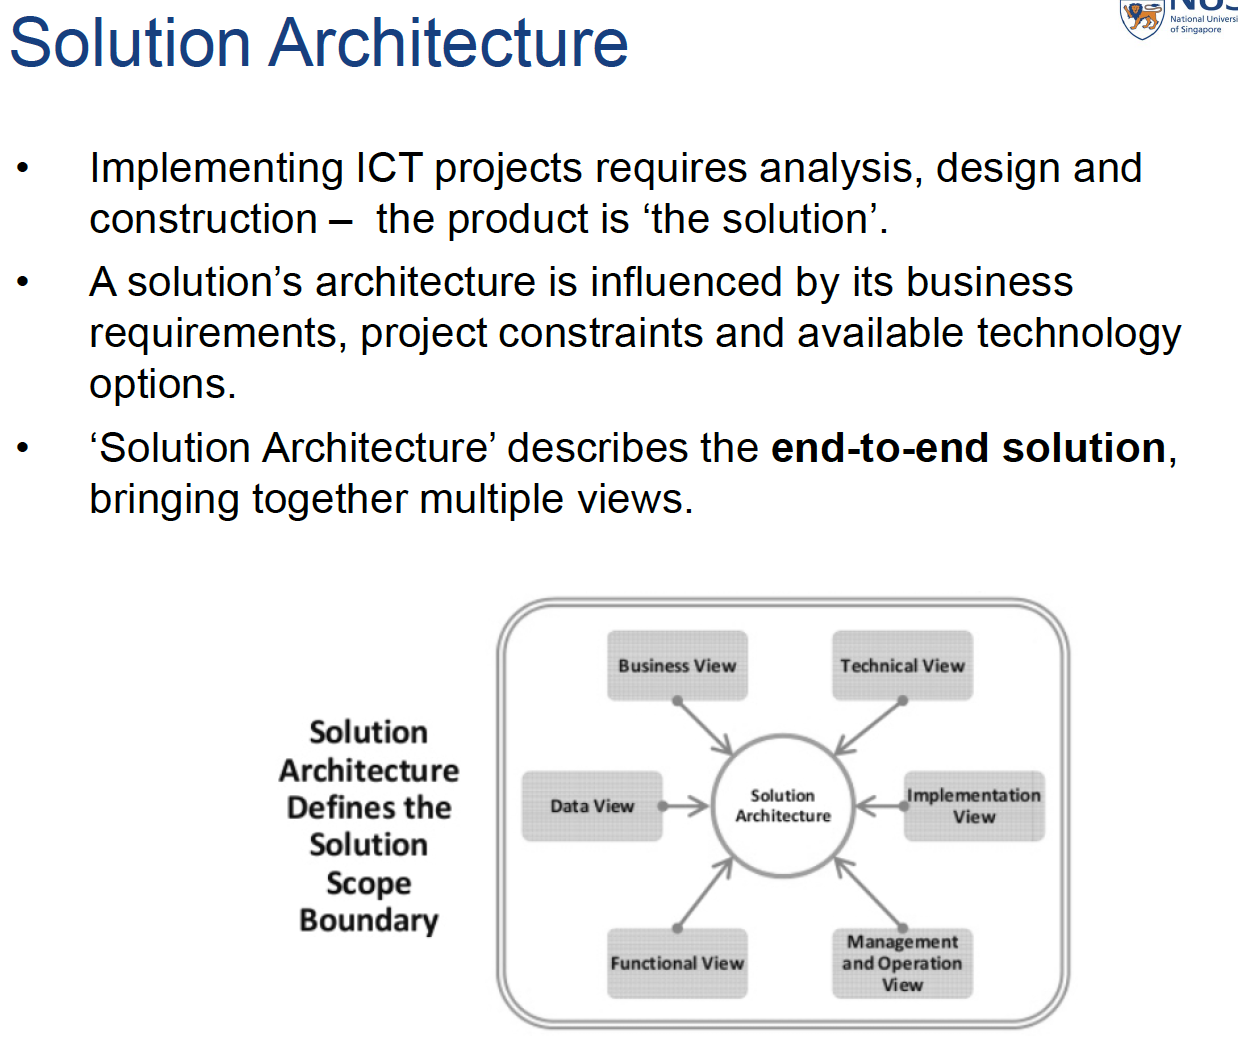 Solution Architecture
National Universi
of Singapore
• Implementing ICT projects requires analysis, design and
construction – the product is ‘the solution’.
• A solution’s architecture is influenced by its business
requirements, project constraints and available technology
options.
• ‘Solution Architecture’ describes the end-to-end solution,
bringing together multiple views.
Solution
Architecture
Defines the
Solution
Scope
Boundary
Business View
Technical View
Data View
Solution
Architecture
Implementation
View
Functional View
Management
and Operation
View